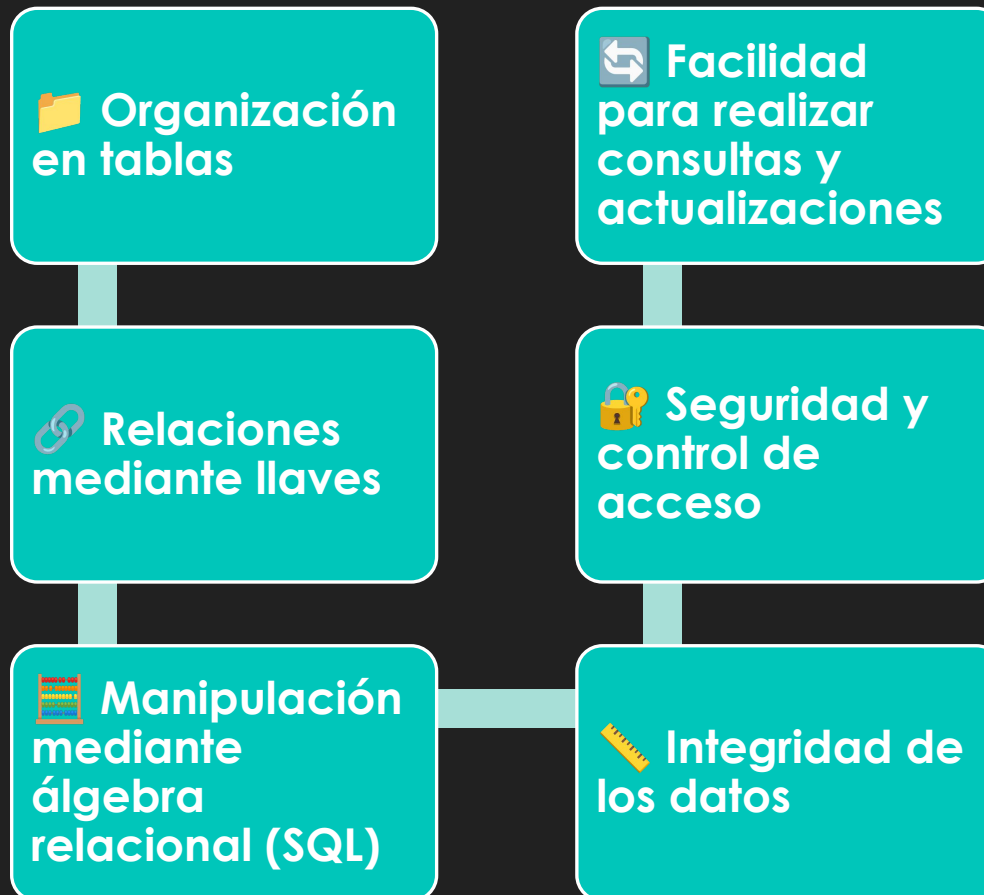 📁 Organización
en tablas
🔗 Relaciones
mediante llaves
🧮 Manipulación
mediante
álgebra
relacional (SQL)
📏 Integridad de
los datos
🔐 Seguridad y
control de
acceso
🔄 Facilidad
para realizar
consultas y
actualizaciones